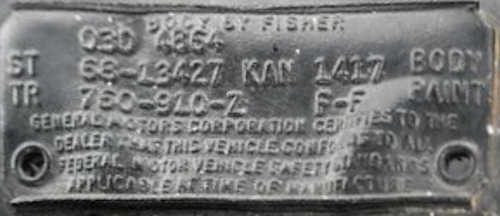 BODY BY FISHER
03D 4864
ST 68-13427 KAN 1417 BODY
TR 760-910-Z F-F PAINT
GENERAL MOTORS CORPORATION CERTIFIES TO THE
DEALER THAT THIS VEHICLE CONFORMS TO ALL
FEDERAL MOTOR VEHICLE SAFETY STANDARDS
APPLICABLE AT TIME OF MANUFACTURE